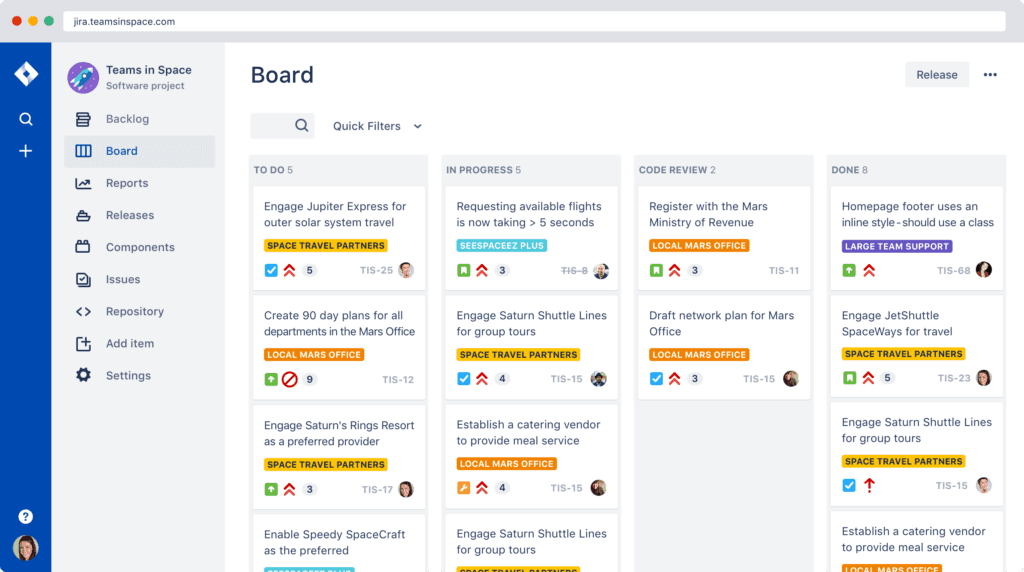 jira.teamsinspace.com
Teams in Space
Software project
Backlog
Board
Reports
Releases
Components
Issues
Repository
Add item
Settings
?
Board
Release
Quick Filters
TO DO 5
Engage Jupiter Express for
outer solar system travel
SPACE TRAVEL PARTNERS
5 TIS-25
Create 90 day plans for all
departments in the Mars Office
LOCAL MARS OFFICE
9 TIS-12
Engage Saturn's Rings Resort
as a preferred provider
SPACE TRAVEL PARTNERS
3 TIS-17
Enable Speedy SpaceCraft
as the preferred
SEESPACEEZ PLUS
IN PROGRESS 5
Requesting available flights
is now taking > 5 seconds
SEESPACEEZ PLUS
3 TIS-8
Engage Saturn Shuttle Lines
for group tours
SPACE TRAVEL PARTNERS
4 TIS-15
Establish a catering vendor
to provide meal service
LOCAL MARS OFFICE
4 TIS-15
Engage Saturn Shuttle Lines
for group tours
SPACE TRAVEL PARTNERS
CODE REVIEW 2
Register with the Mars
Ministry of Revenue
LOCAL MARS OFFICE
3 TIS-11
Draft network plan for Mars
Office
LOCAL MARS OFFICE
3 TIS-15
DONE 8
Homepage footer uses an
inline style-should use a class
LARGE TEAM SUPPORT
TIS-68
Engage JetShuttle
SpaceWays for travel
SPACE TRAVEL PARTNERS
5 TIS-23
Engage Saturn Shuttle Lines
for group tours
SPACE TRAVEL PARTNERS
TIS-15
Establish a catering vendor
to provide meal service
LOCAL MARS OFFICE